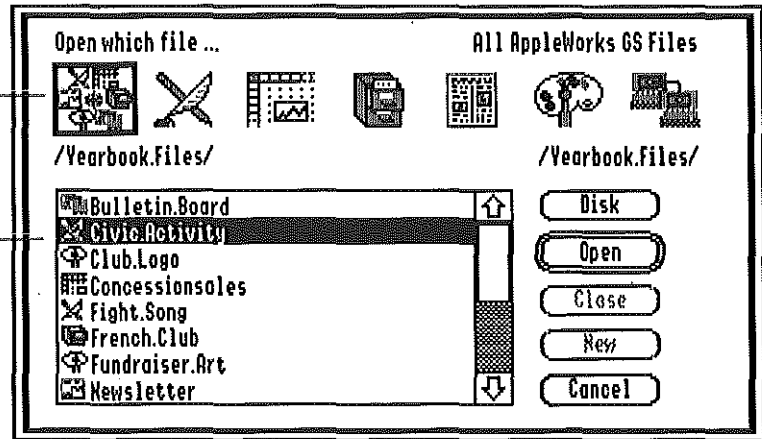 Open which file ... All AppleWorks GS Files
/Yearbook.Files/ /Yearbook.Files/
Bulletin.Board
Civic.Activity
Club.Logo
Concessionsales
Fight.Song
French.Club
Fundraiser.Art
Newsletter
Disk
Open
Close
New
Cancel